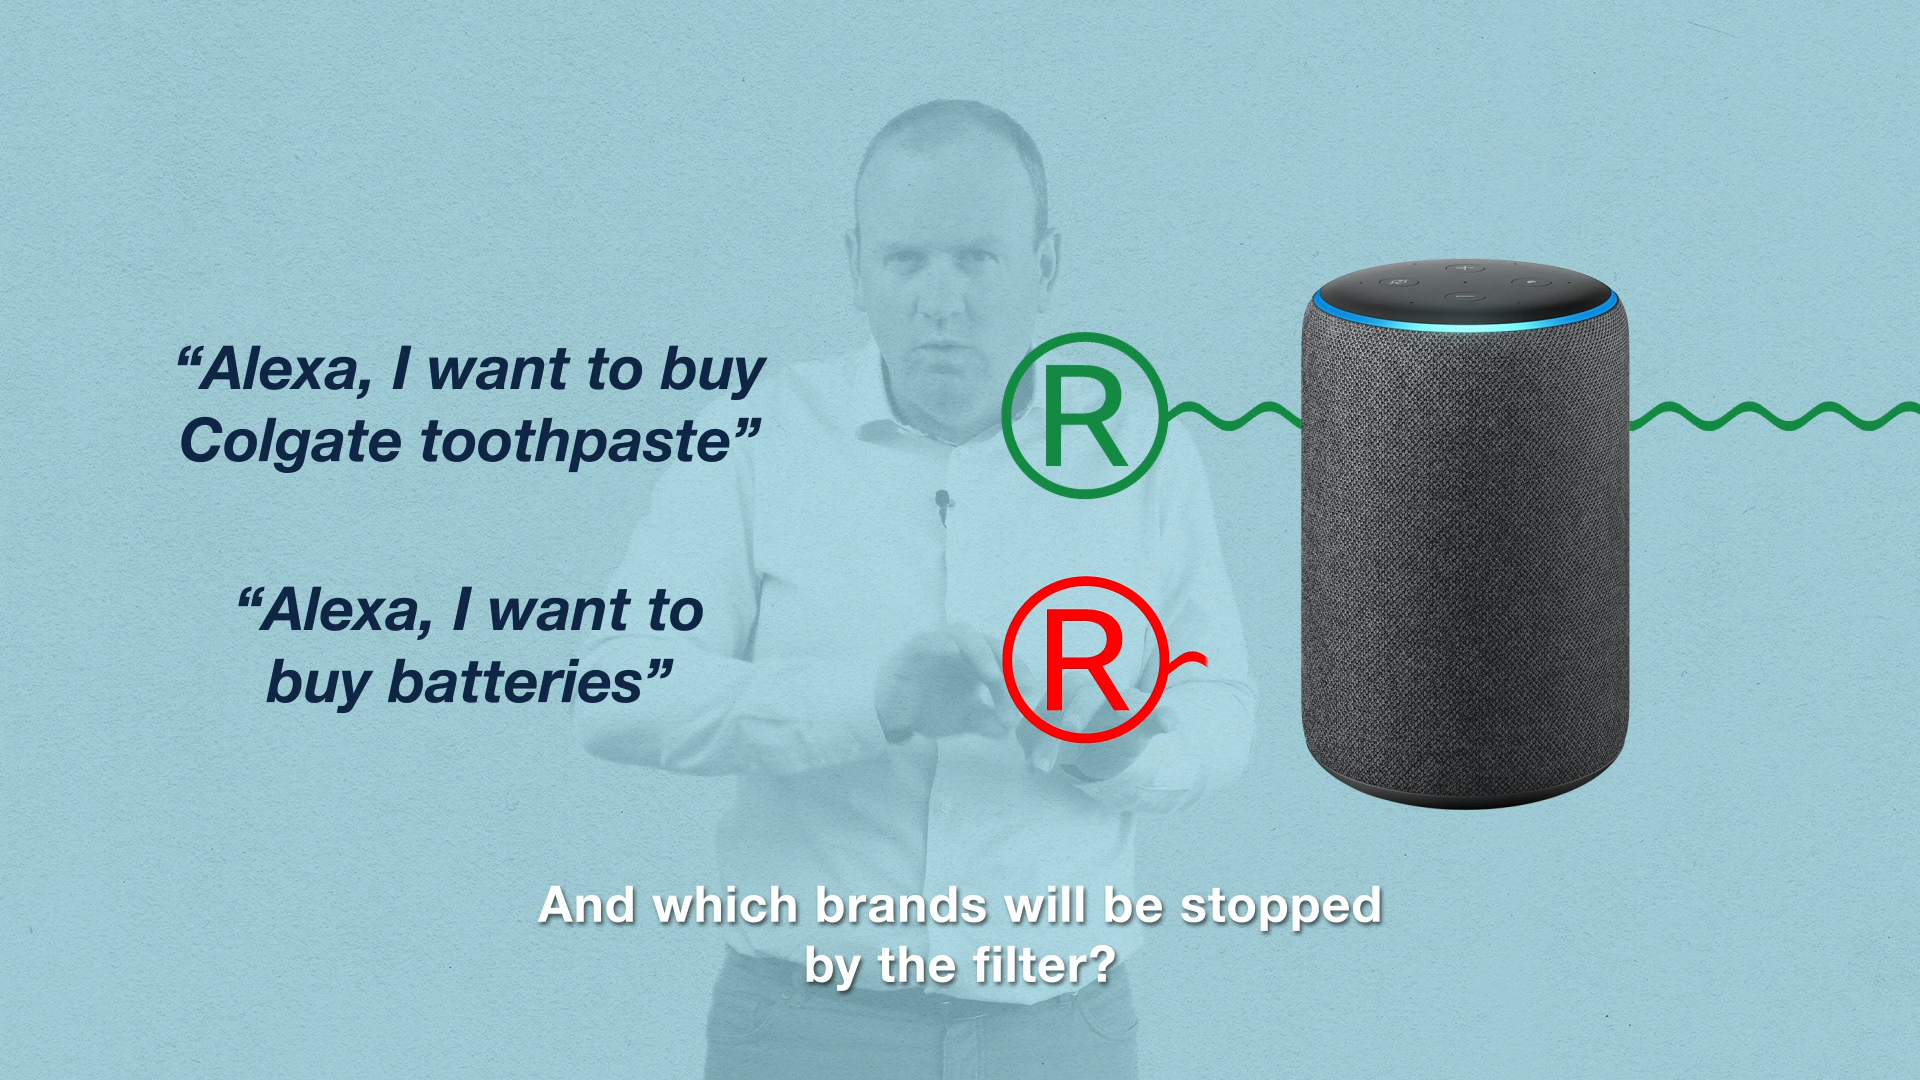 “Alexa, I want to buy
Colgate toothpaste”
®
“Alexa, I want to
buy batteries”
®
And which brands will be stopped
by the filter?